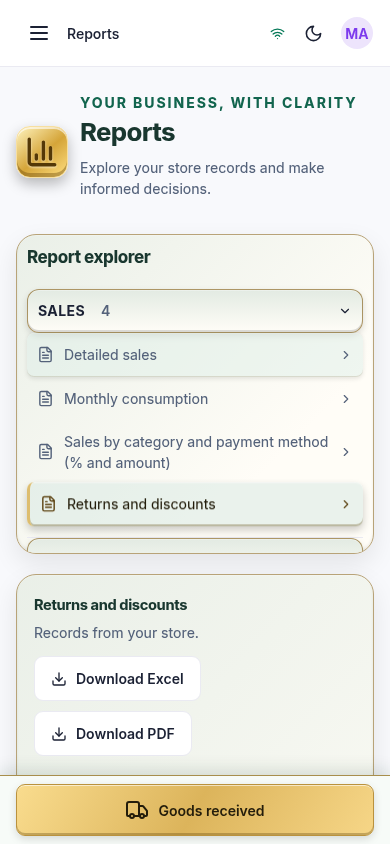 Reports
MA
YOUR BUSINESS, WITH CLARITY
Reports
Explore your store records and make
informed decisions.
Report explorer
SALES 4
Detailed sales
Monthly consumption
Sales by category and payment method
(% and amount)
Returns and discounts
Returns and discounts
Records from your store.
Download Excel
Download PDF
Goods received